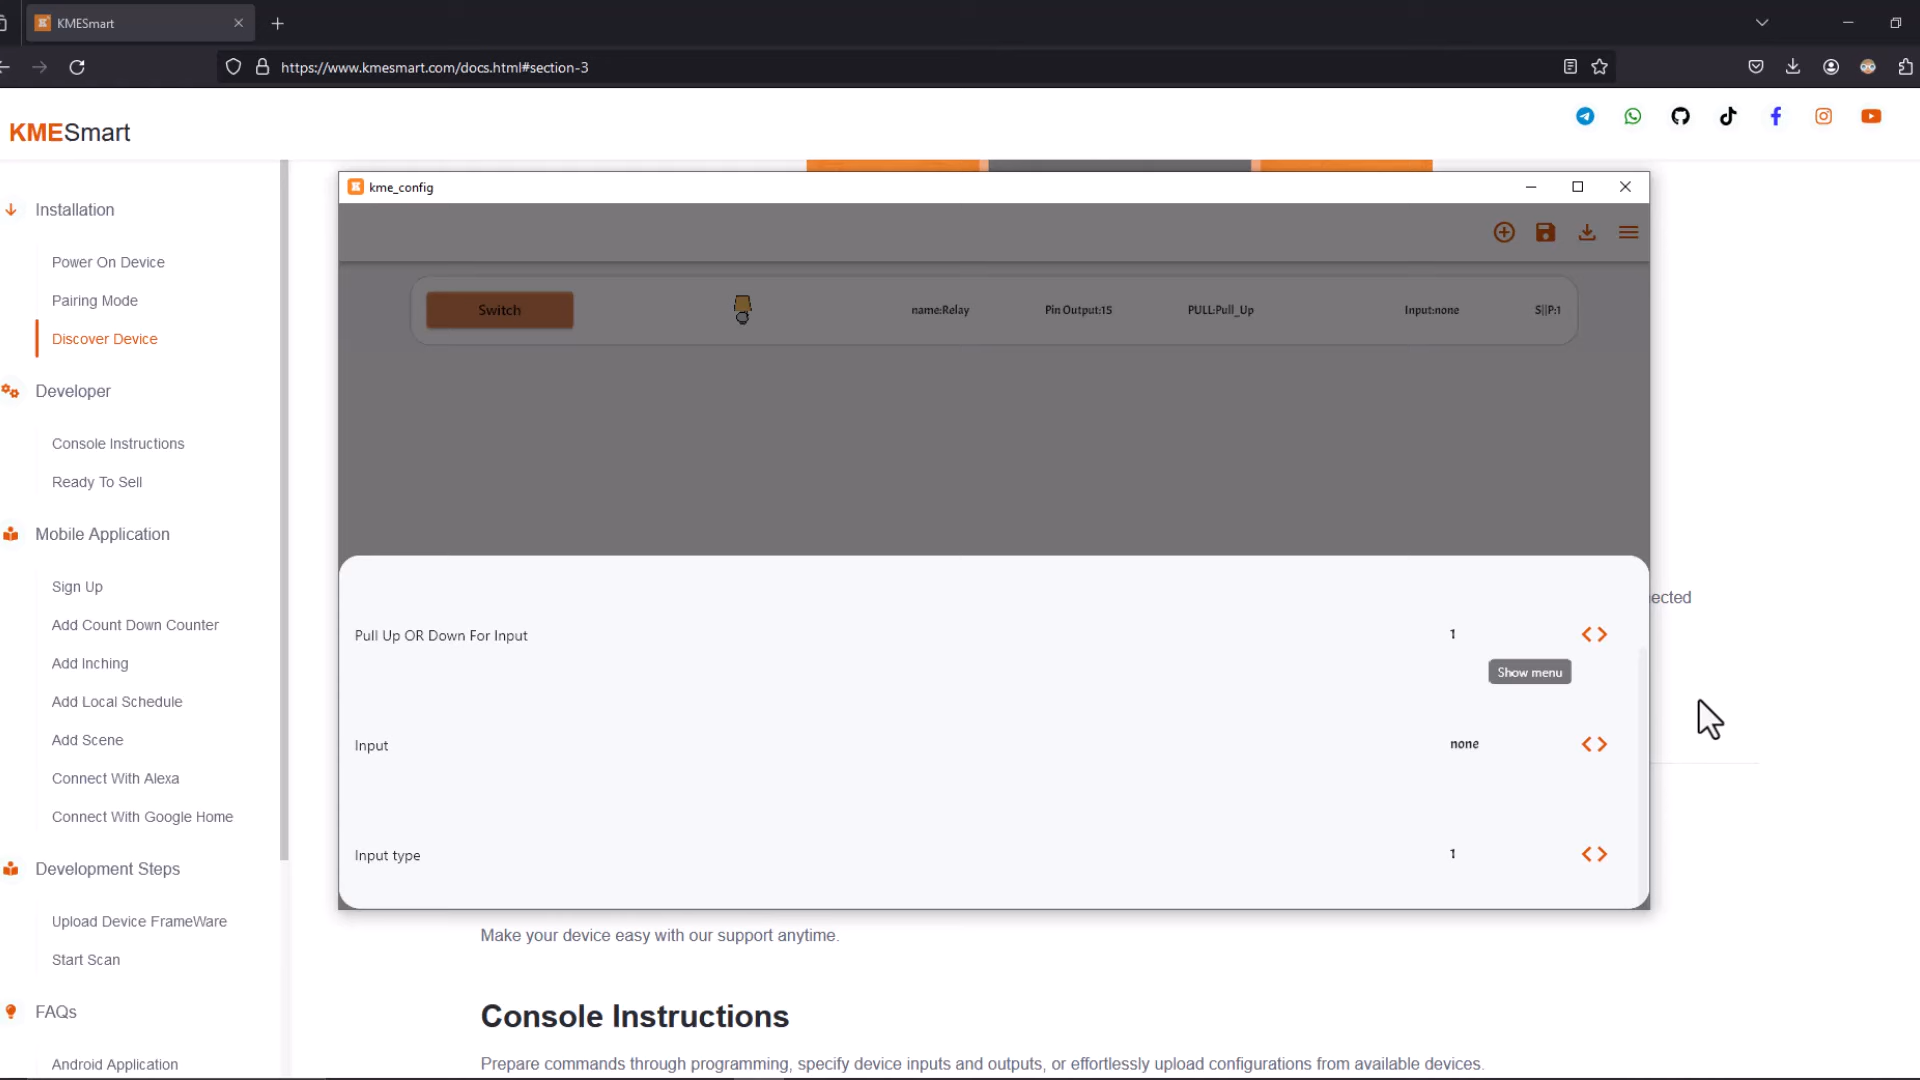 KMESmart
https://www.kmesmart.com/docs.html#section-3
KMESmart
Installation
Power On Device
Pairing Mode
Discover Device
Developer
Console Instructions
Ready To Sell
Mobile Application
Sign Up
Add Count Down Counter
Add Inching
Add Local Schedule
Add Scene
Connect With Alexa
Connect With Google Home
Development Steps
Upload Device FrameWare
Start Scan
FAQs
Android Application
kme_config
Switch name:Relay Pin Output:15 PULL:Pull_Up Input:none S||P:1
Pull Up OR Down For Input 1
Show menu
Input none
Input type 1
Make your device easy with our support anytime.
Console Instructions
Prepare commands through programming, specify device inputs and outputs, or effortlessly upload configurations from available devices.